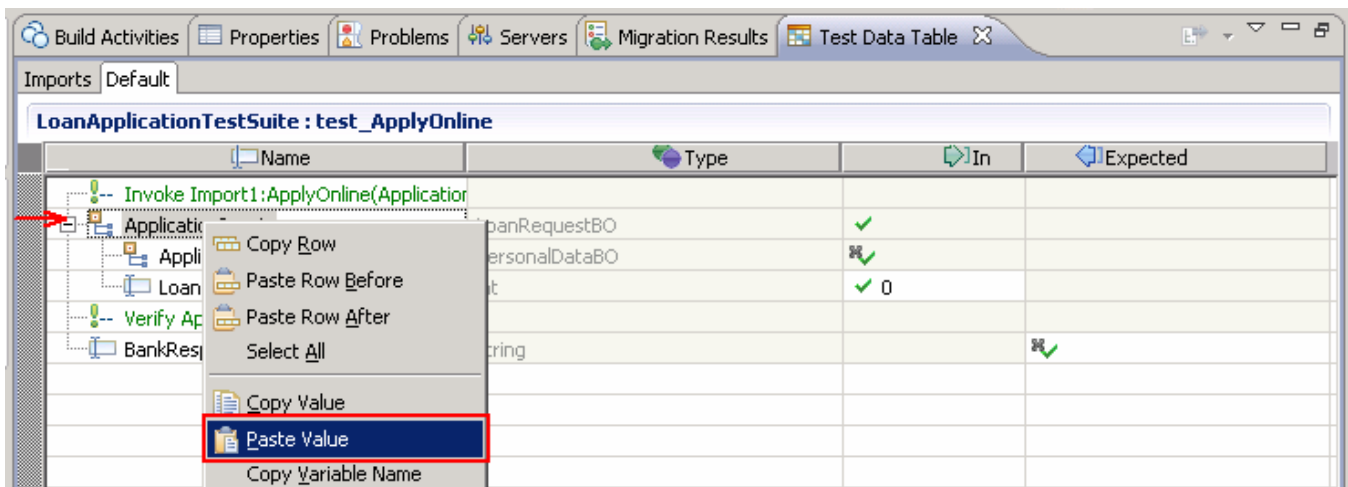 Build Activities Properties Problems Servers Migration Results Test Data Table
Imports Default
LoanApplicationTestSuite : test_ApplyOnline
Name Type In Expected
Invoke Import1:ApplyOnline(Application
Applicatio oanRequestBO
Appli ersonalDataBO
Loan t 0
Verify Ap
BankResp tring
Copy Row
Paste Row Before
Paste Row After
Select All
Copy Value
Paste Value
Copy Variable Name